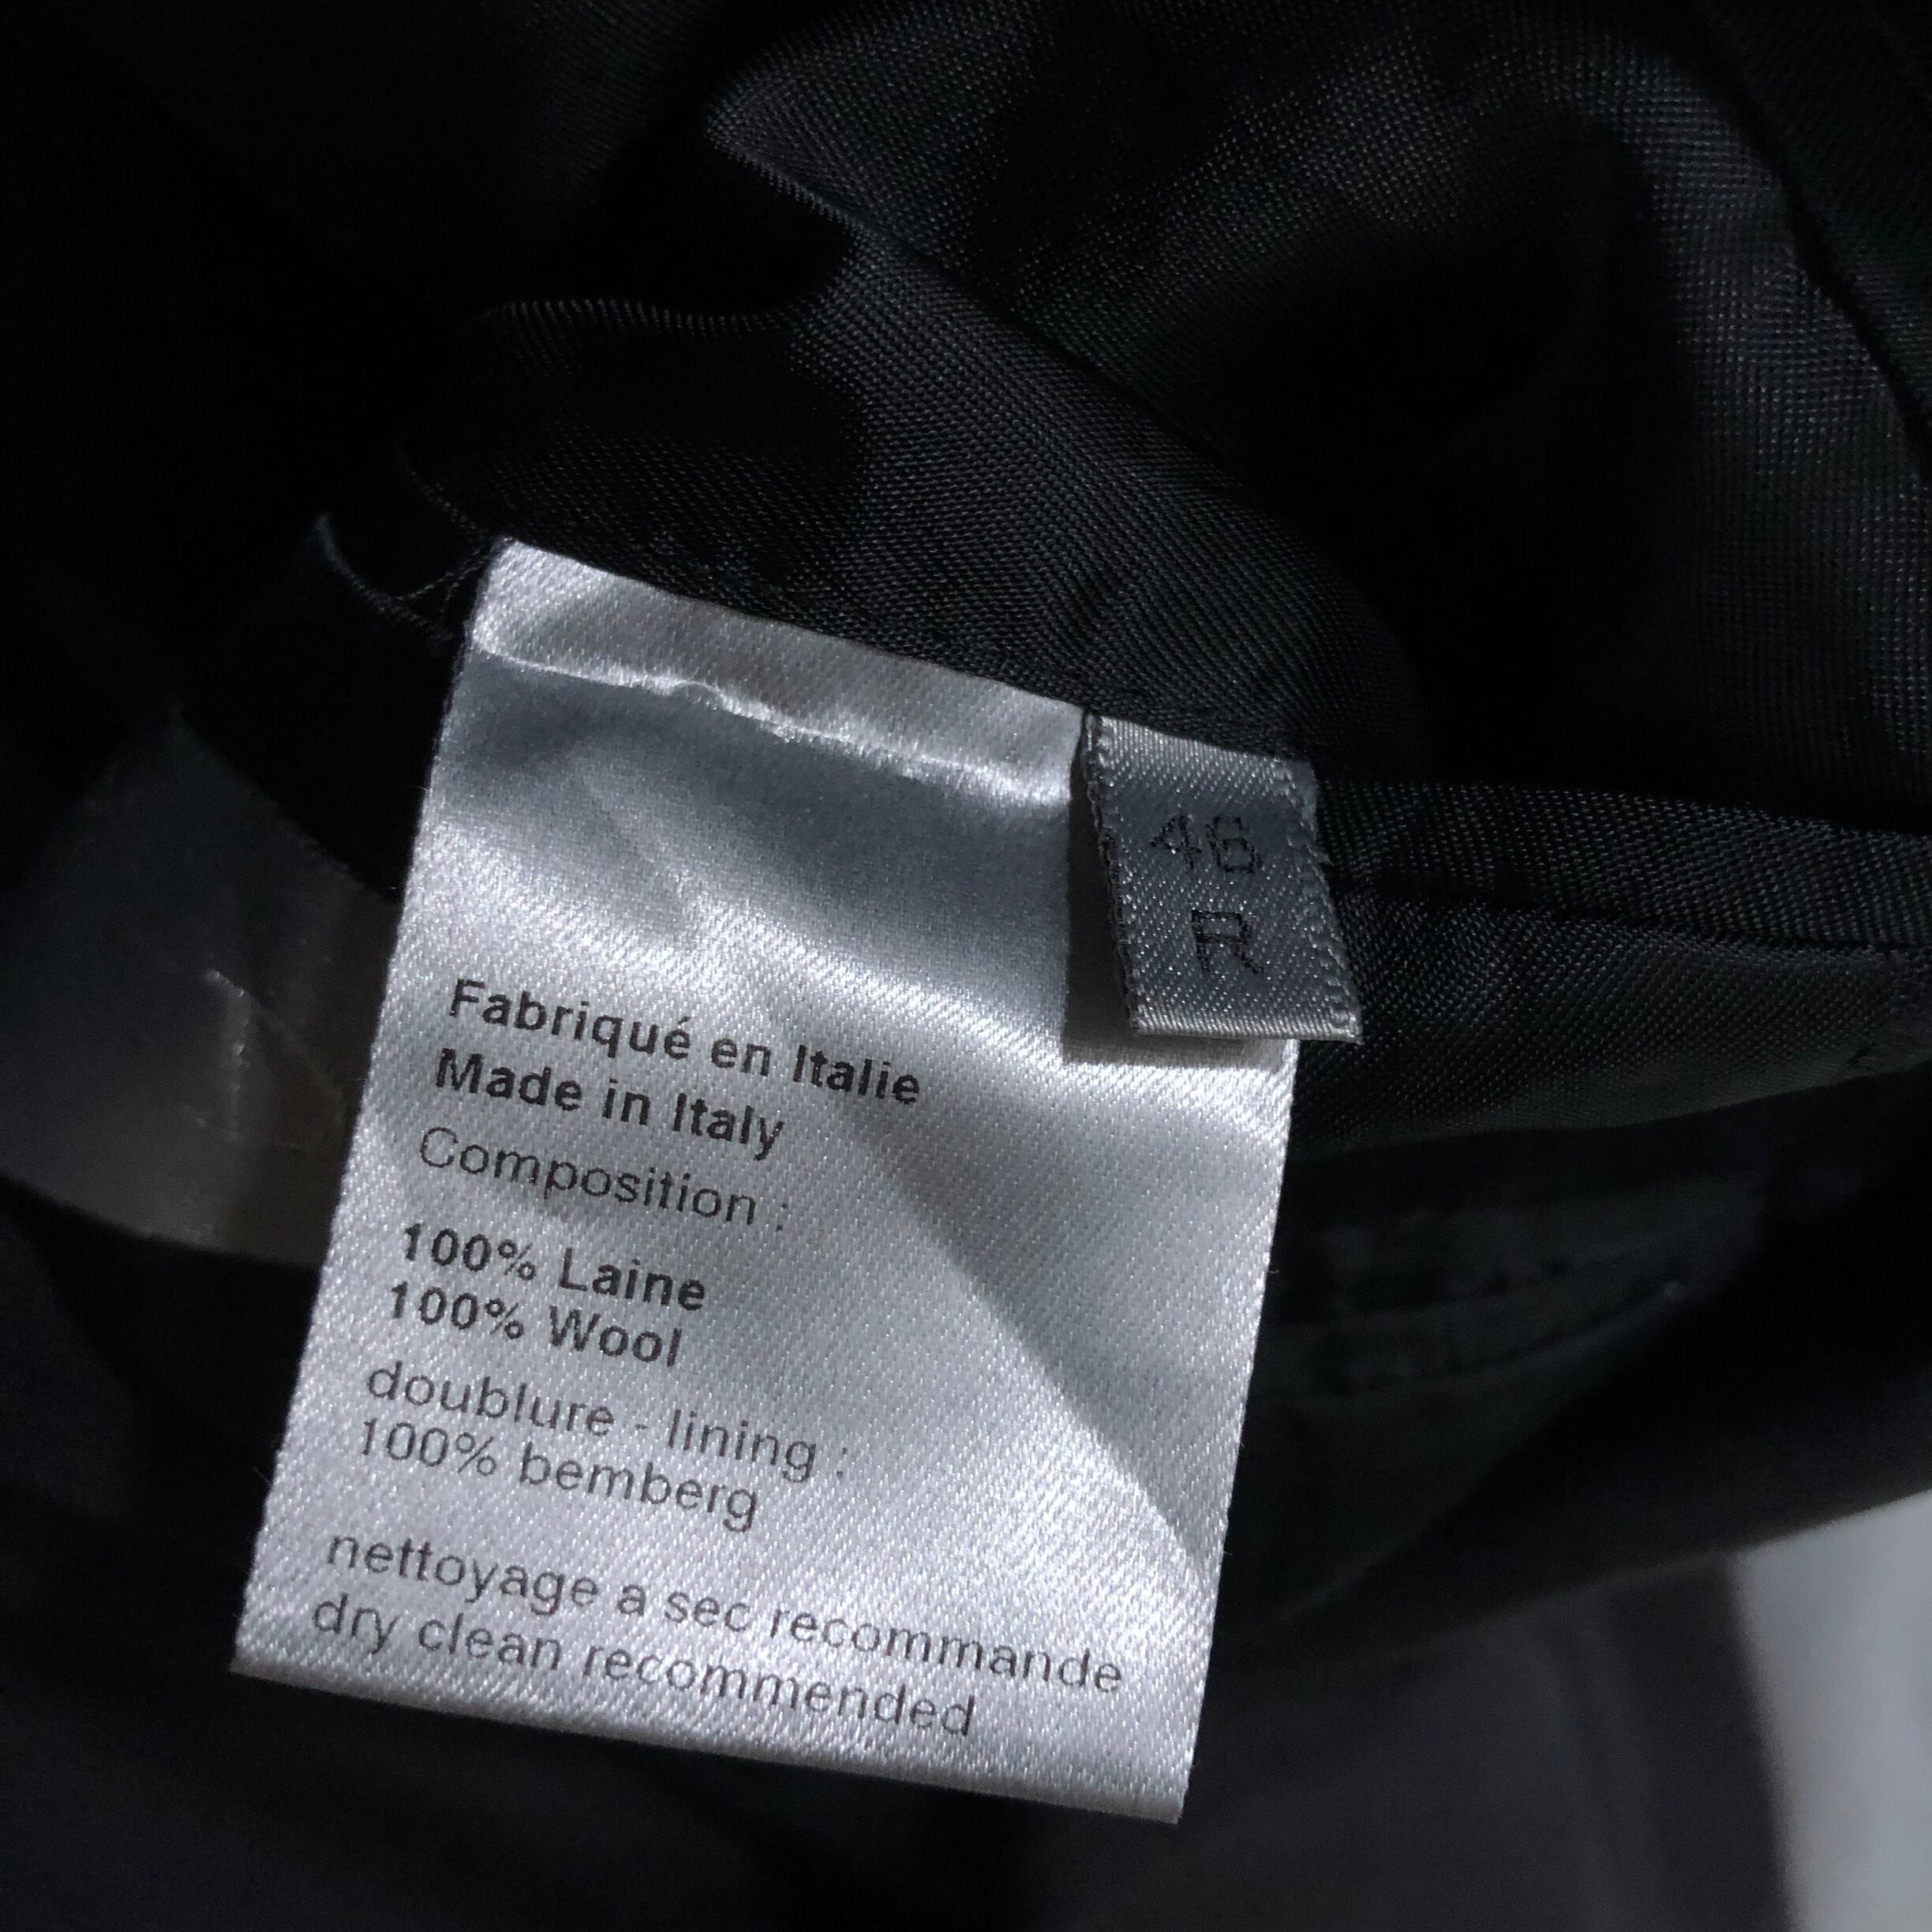 46
R
Fabriqué en Italie
Made in Italy
Composition :
100% Laine
100% Wool
doublure - lining :
100% bemberg
nettoyage a sec recommande
dry clean recommended